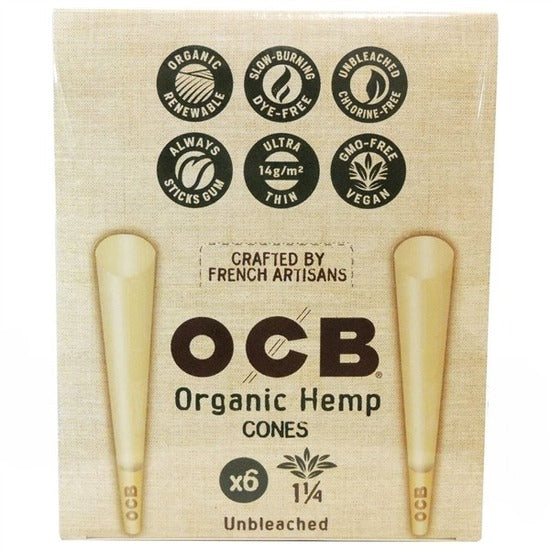 ORGANIC
RENEWABLE
SLOW-BURNING
DYE-FREE
UNBLEACHED
CHLORINE-FREE
ALWAYS
STICKS GUM
ULTRA
14g/m²
THIN
GMO-FREE
VEGAN
CRAFTED BY
FRENCH ARTISANS
OCB®
Organic Hemp
CONES
x6
1¼
Unbleached
OCB
OCB